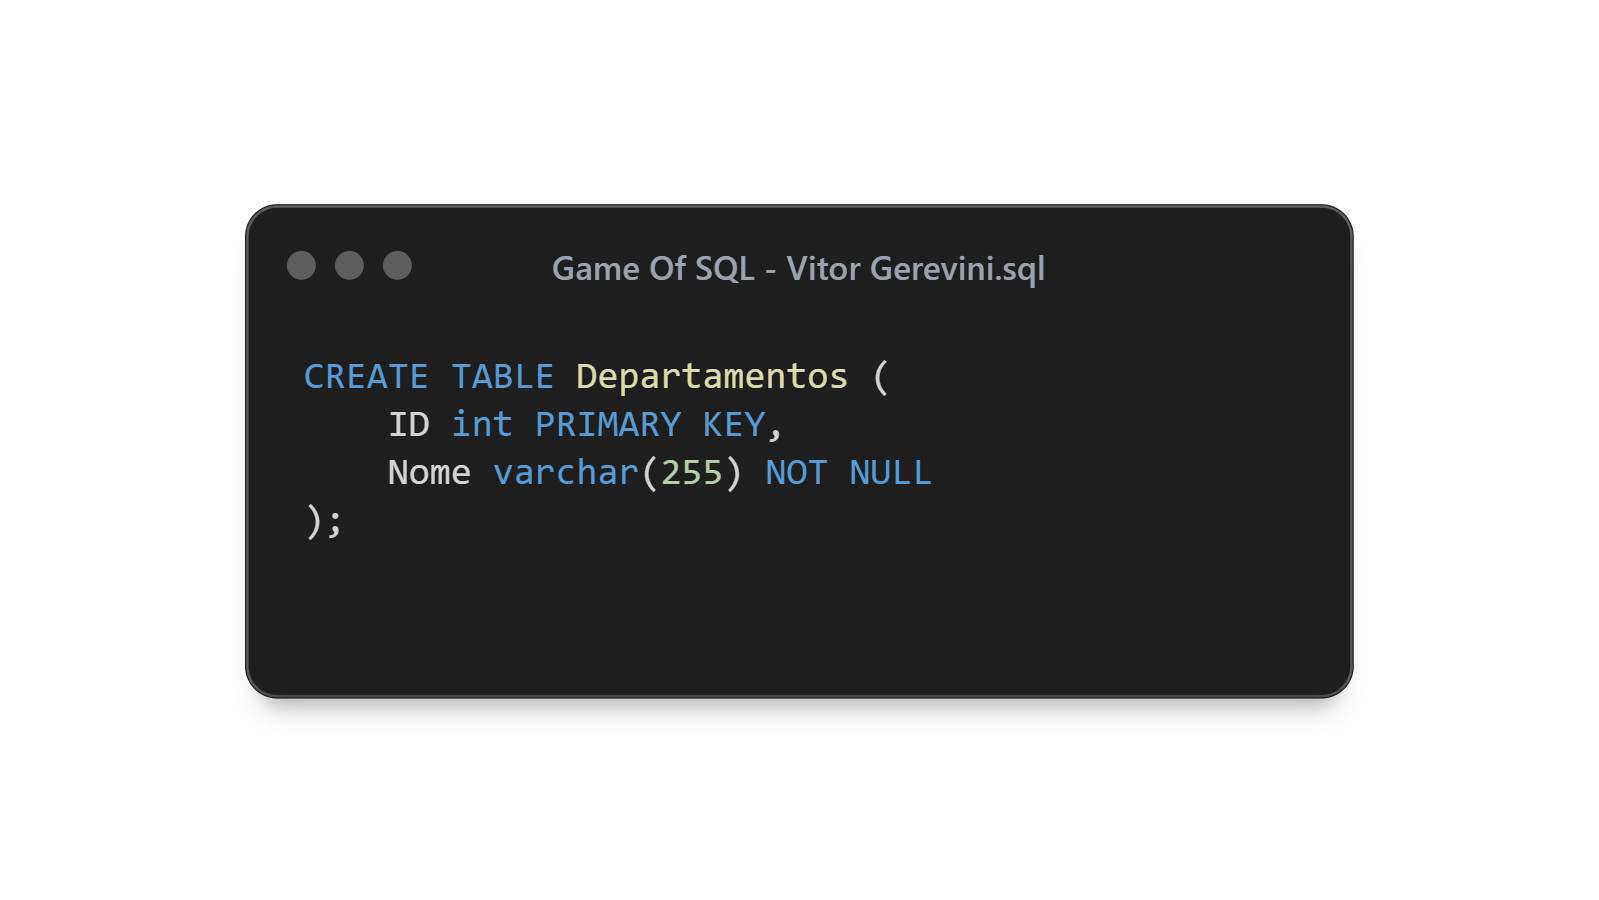 Game Of SQL - Vitor Gerevini.sql
CREATE TABLE Departamentos (
    ID int PRIMARY KEY,
    Nome varchar(255) NOT NULL
);